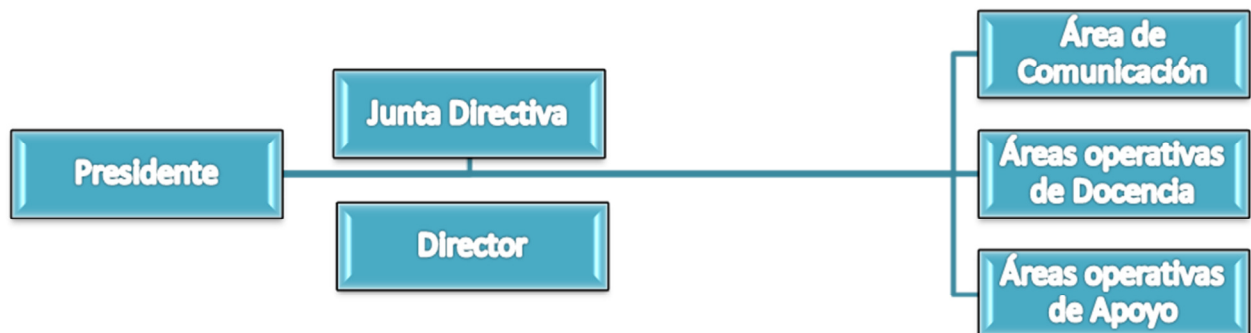 Presidente
Junta Directiva
Director
Área de
Comunicación
Áreas operativas
de Docencia
Áreas operativas
de Apoyo